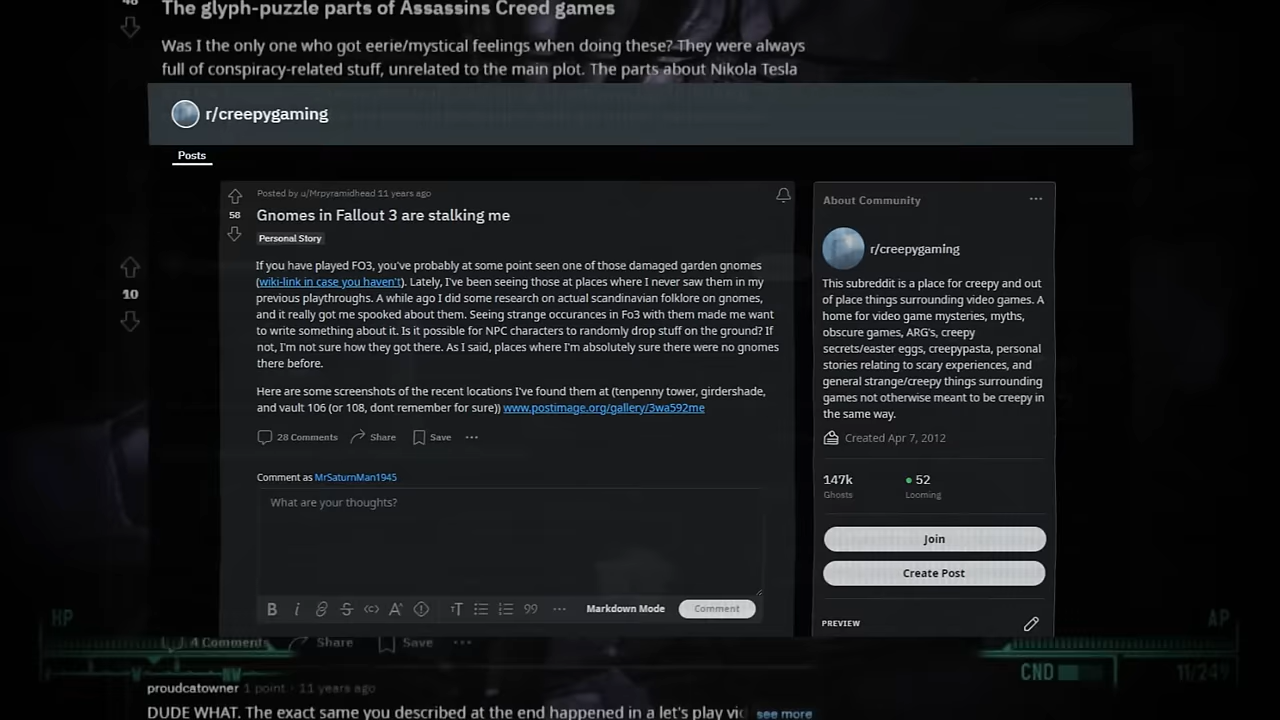 48
The glyph-puzzle parts of Assassins Creed games
Was I the only one who got eerie/mystical feelings when doing these? They were always
full of conspiracy-related stuff, unrelated to the main plot. The parts about Nikola Tesla
r/creepygaming
Posts
Posted by u/Mrpyramidhead 11 years ago
58
Gnomes in Fallout 3 are stalking me
Personal Story
If you have played FO3, you've probably at some point seen one of those damaged garden gnomes
(wiki-link in case you haven't). Lately, I've been seeing those at places where I never saw them in my
previous playthroughs. A while ago I did some research on actual scandinavian folklore on gnomes,
and it really got me spooked about them. Seeing strange occurances in Fo3 with them made me want
to write something about it. Is it possible for NPC characters to randomly drop stuff on the ground? If
not, I'm not sure how they got there. As I said, places where I'm absolutely sure there were no gnomes
there before.
Here are some screenshots of the recent locations I've found them at (tenpenny tower, girdershade,
and vault 106 (or 108, dont remember for sure)) www.postimage.org/gallery/3wa592me
28 Comments Share Save
Comment as MrSaturnMan1945
What are your thoughts?
Markdown Mode Comment
10
About Community
r/creepygaming
This subreddit is a place for creepy and out
of place things surrounding video games. A
home for video game mysteries, myths,
obscure games, ARG's, creepy
secrets/easter eggs, creepypasta, personal
stories relating to scary experiences, and
general strange/creepy things surrounding
games not otherwise meant to be creepy in
the same way.
Created Apr 7, 2012
147k 52
Ghosts Looming
Join
Create Post
PREVIEW
HP
AP
4 Comments Share Save
W NW
CND 11/249
proudcatowner 1 point · 11 years ago
DUDE WHAT. The exact same you described at the end happened in a let's play see more